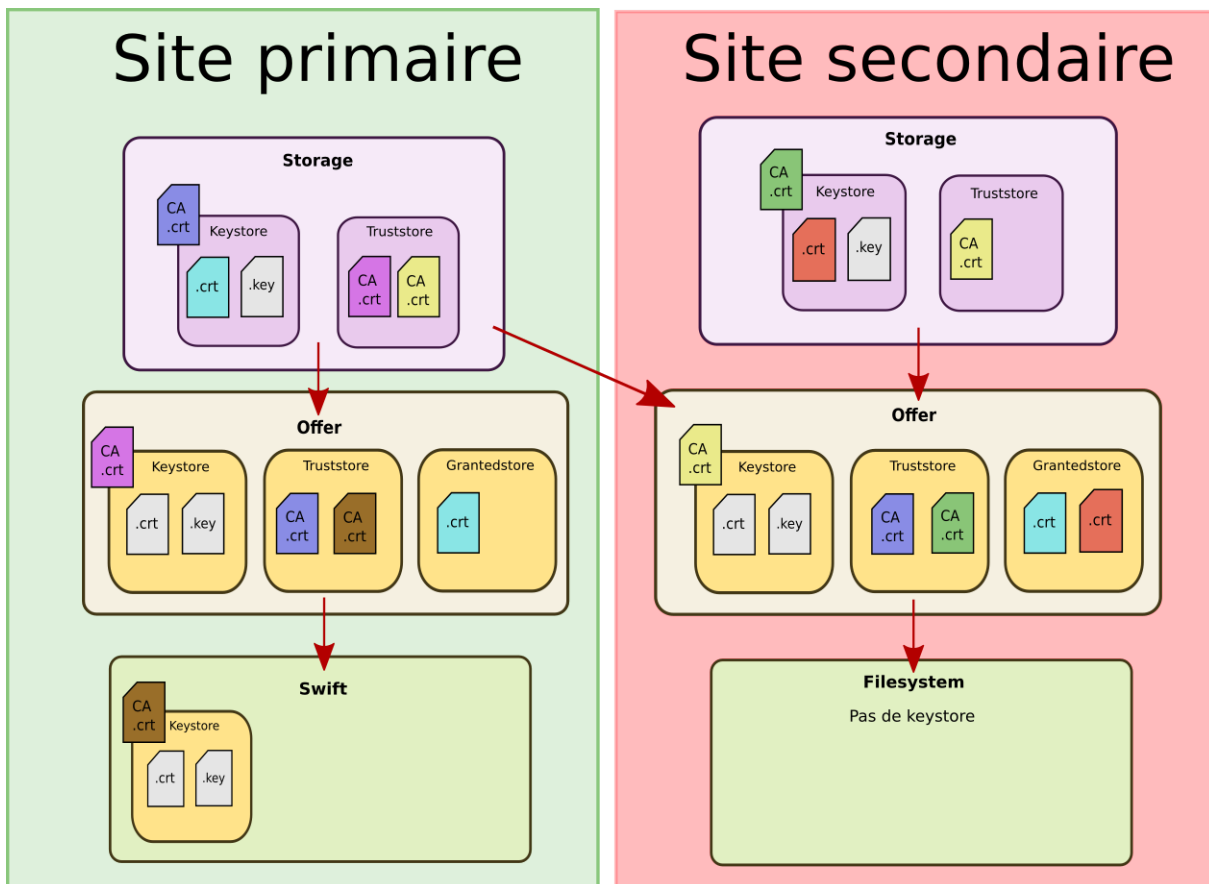 Site primaire
Storage
CA
.crt
Keystore
.crt
.key
Truststore
CA
.crt
CA
.crt
Offer
CA
.crt
Keystore
.crt
.key
Truststore
CA
.crt
CA
.crt
Grantedstore
.crt
Swift
CA
.crt
Keystore
.crt
.key
Site secondaire
Storage
CA
.crt
Keystore
.crt
.key
Truststore
CA
.crt
Offer
CA
.crt
Keystore
.crt
.key
Truststore
CA
.crt
CA
.crt
Grantedstore
.crt
.crt
Filesystem
Pas de keystore